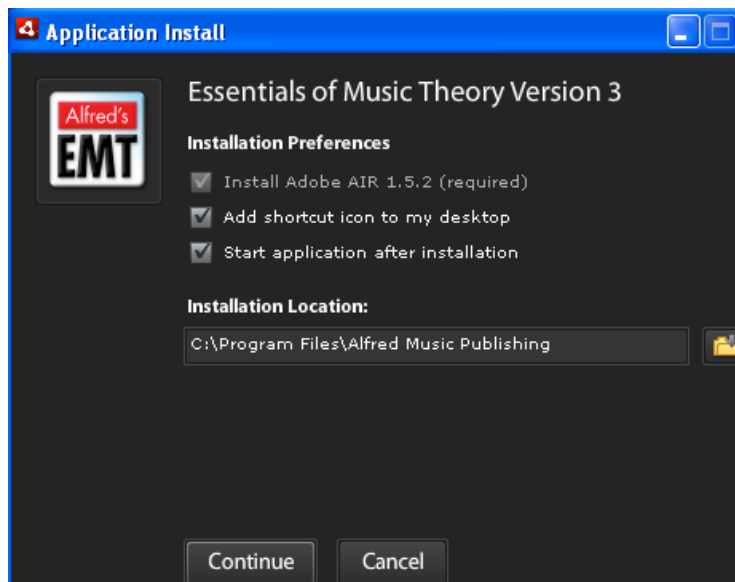 Application Install
Essentials of Music Theory Version 3
Alfred's
EMT
Installation Preferences
Install Adobe AIR 1.5.2 (required)
Add shortcut icon to my desktop
Start application after installation
Installation Location:
C:\Program Files\Alfred Music Publishing
Continue Cancel